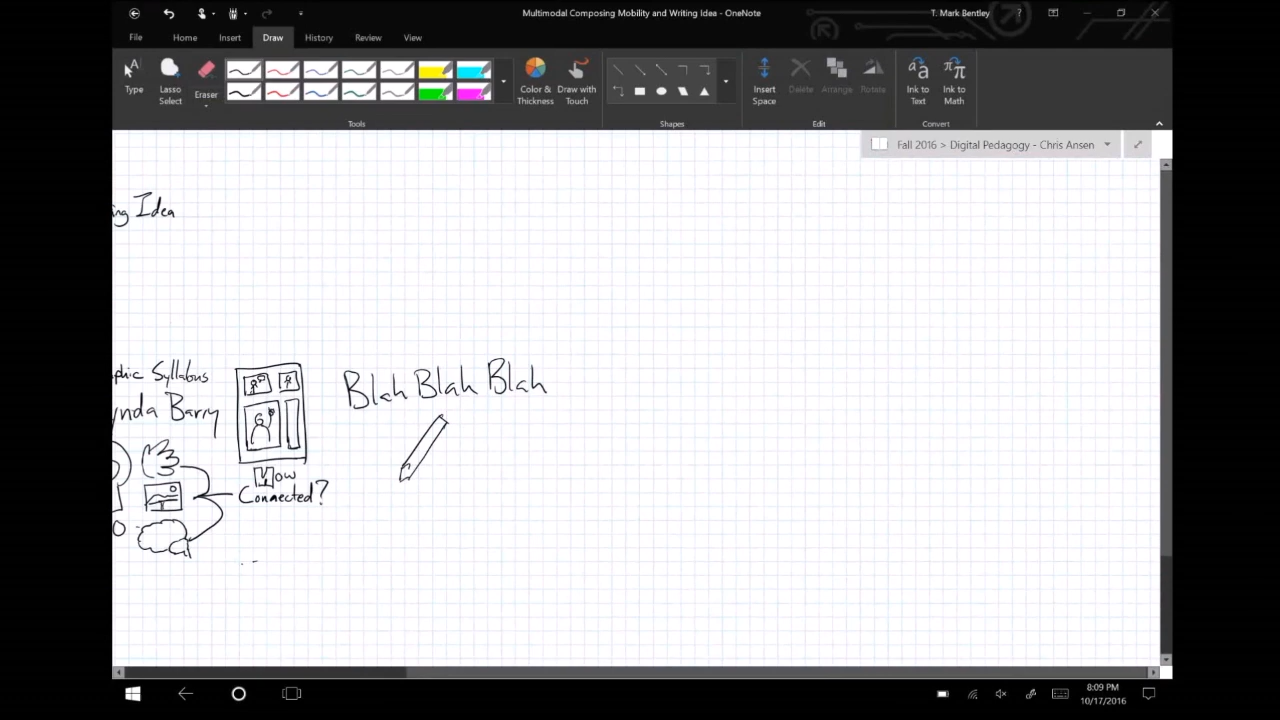 Multimodal Composing Mobility and Writing Idea - OneNote
T. Mark Bentley
?
File Home Insert Draw History Review View
Type
Lasso Select
Eraser
Color & Thickness
Draw with Touch
Insert Space
Delete
Arrange
Rotate
Ink to Text
Ink to Math
Tools Shapes Edit Convert
Fall 2016 > Digital Pedagogy - Chris Ansen
ing Idea
phic Syllabus
ynda Barry
Blah Blah Blah
How
Connected?
8:09 PM
10/17/2016